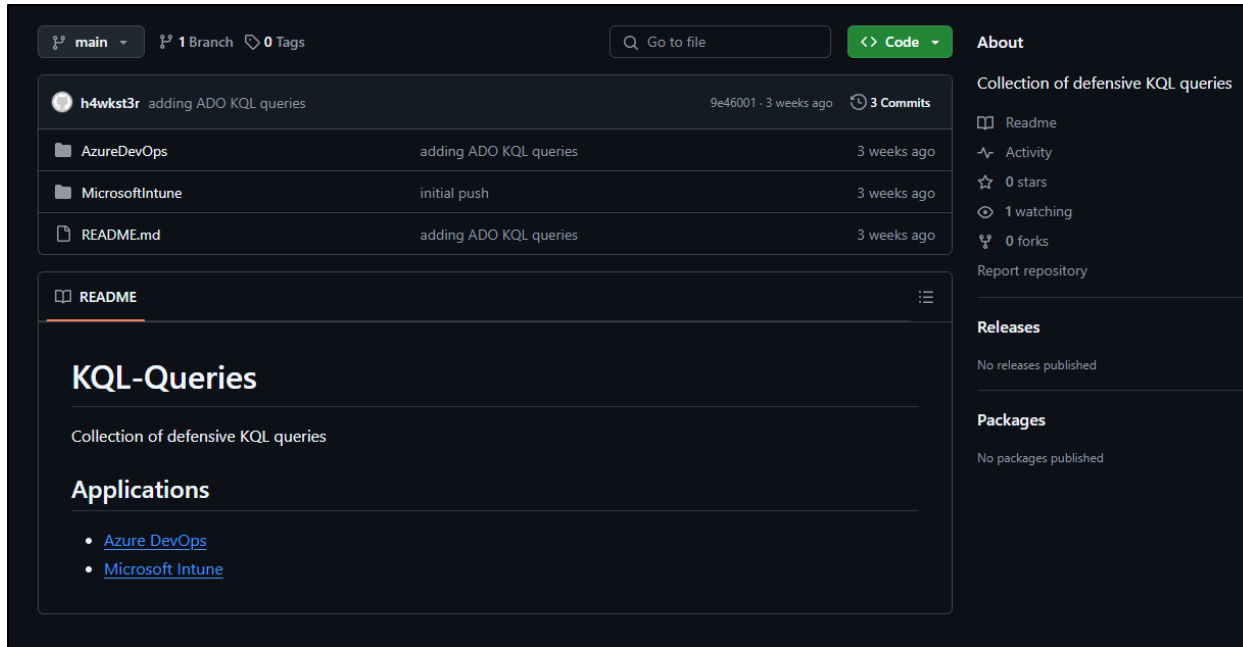 main 1 Branch 0 Tags Go to file <> Code
h4wkst3r adding ADO KQL queries 9e46001 · 3 weeks ago 3 Commits
AzureDevOps adding ADO KQL queries 3 weeks ago
MicrosoftIntune initial push 3 weeks ago
README.md adding ADO KQL queries 3 weeks ago
README
KQL-Queries
Collection of defensive KQL queries
Applications
Azure DevOps
Microsoft Intune
About
Collection of defensive KQL queries
Readme
Activity
0 stars
1 watching
0 forks
Report repository
Releases
No releases published
Packages
No packages published